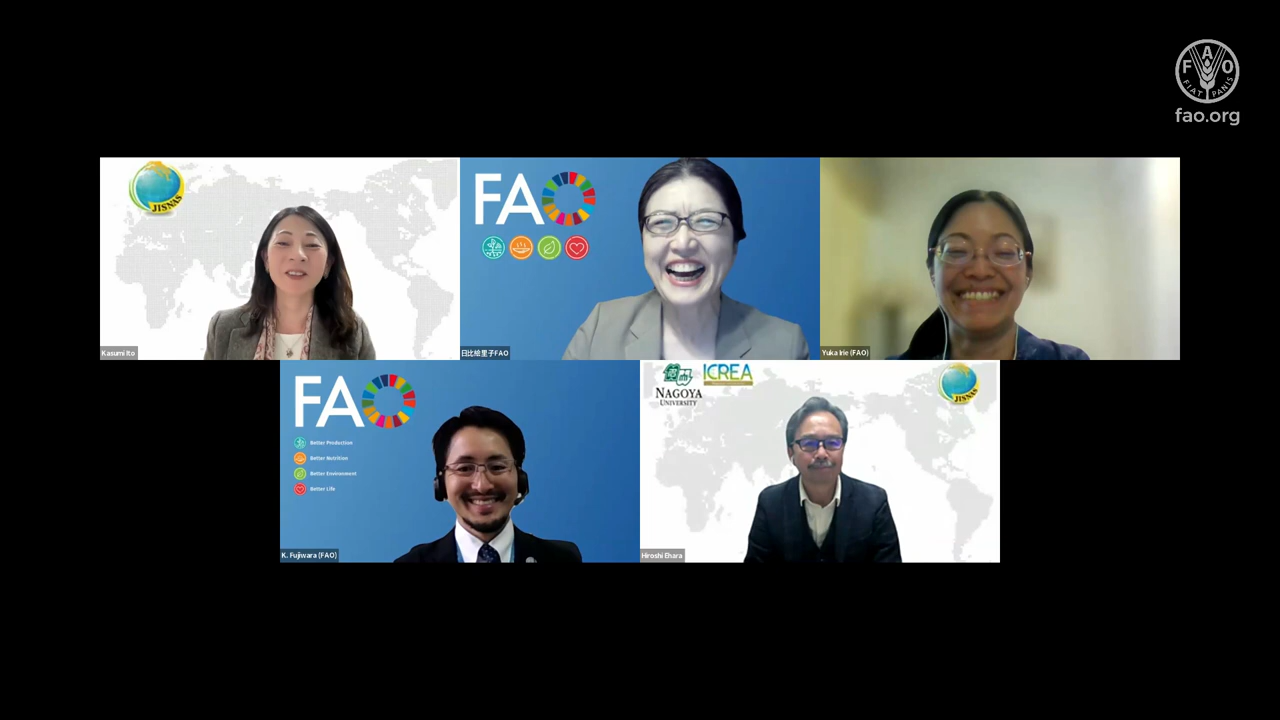 FAO
FIAT PANIS
fao.org
JISNAS
Kasumi Ito
FAO
日比絵里子FAO
Yuka Irie (FAO)
FAO
Better Production
Better Nutrition
Better Environment
Better Life
K. Fujiwara (FAO)
NAGOYA
UNIVERSITY
ICREA
JISNAS
Hiroshi Ehara